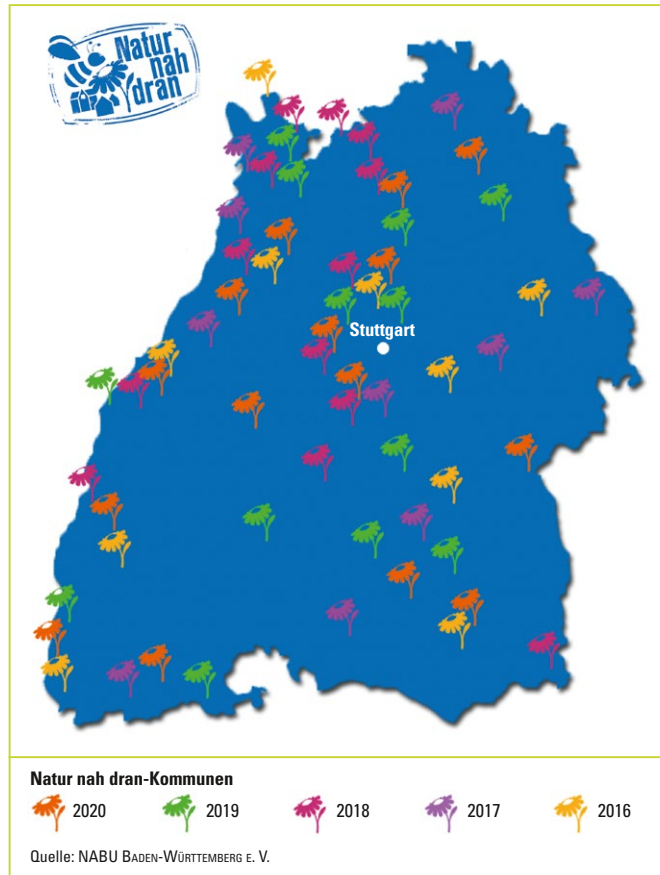 Natur
nah
dran
Stuttgart
Natur nah dran-Kommunen
2020 2019 2018 2017 2016
Quelle: NABU BADEN-WÜRTTEMBERG E. V.